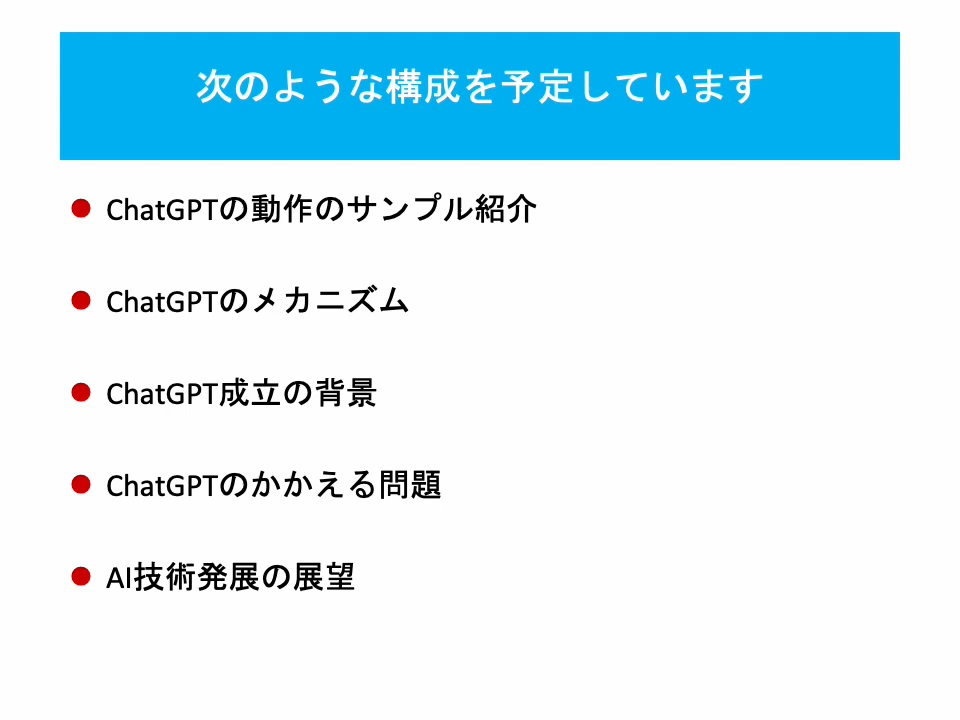 次のような構成を予定しています
● ChatGPTの動作のサンプル紹介
● ChatGPTのメカニズム
● ChatGPT成立の背景
● ChatGPTのかかえる問題
● AI技術発展の展望